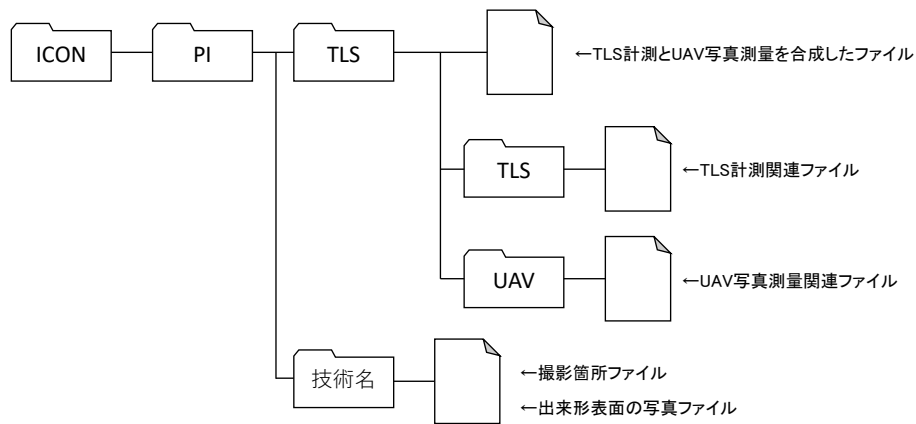 ICON
PI
TLS
←TLS計測とUAV写真測量を合成したファイル
TLS
←TLS計測関連ファイル
UAV
←UAV写真測量関連ファイル
技術名
←撮影箇所ファイル
←出来形表面の写真ファイル